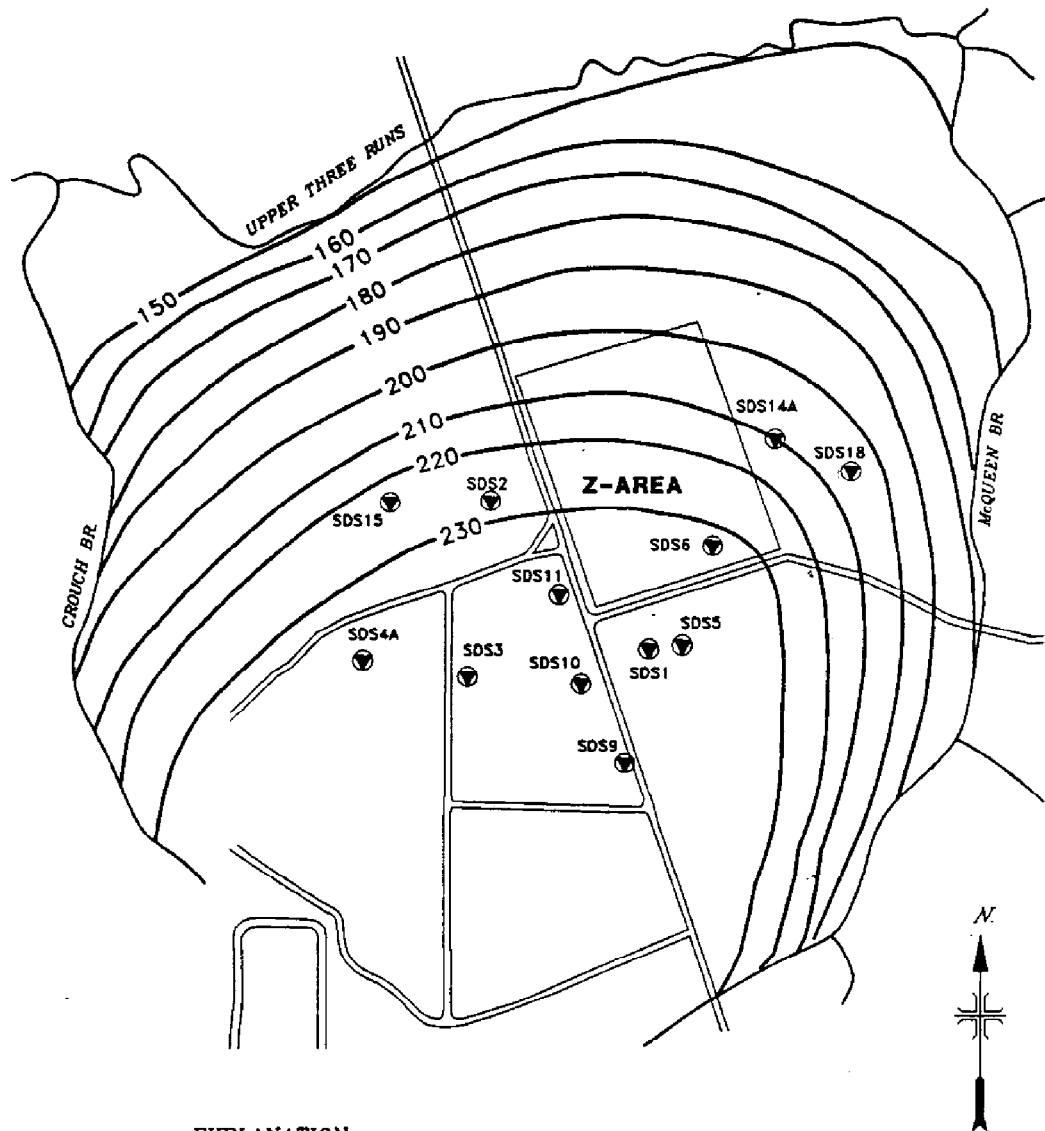 UPPER THREE RUNS
150
160
170
180
190
200
210
220
230
SDS14A
SDS18
McQUEEN BR
Z-AREA
SDS2
SDS15
SDS6
CROUCH BR.
SDS11
SDS4A
SDS3
SDS10
SDS5
SDS1
SDS9
N.